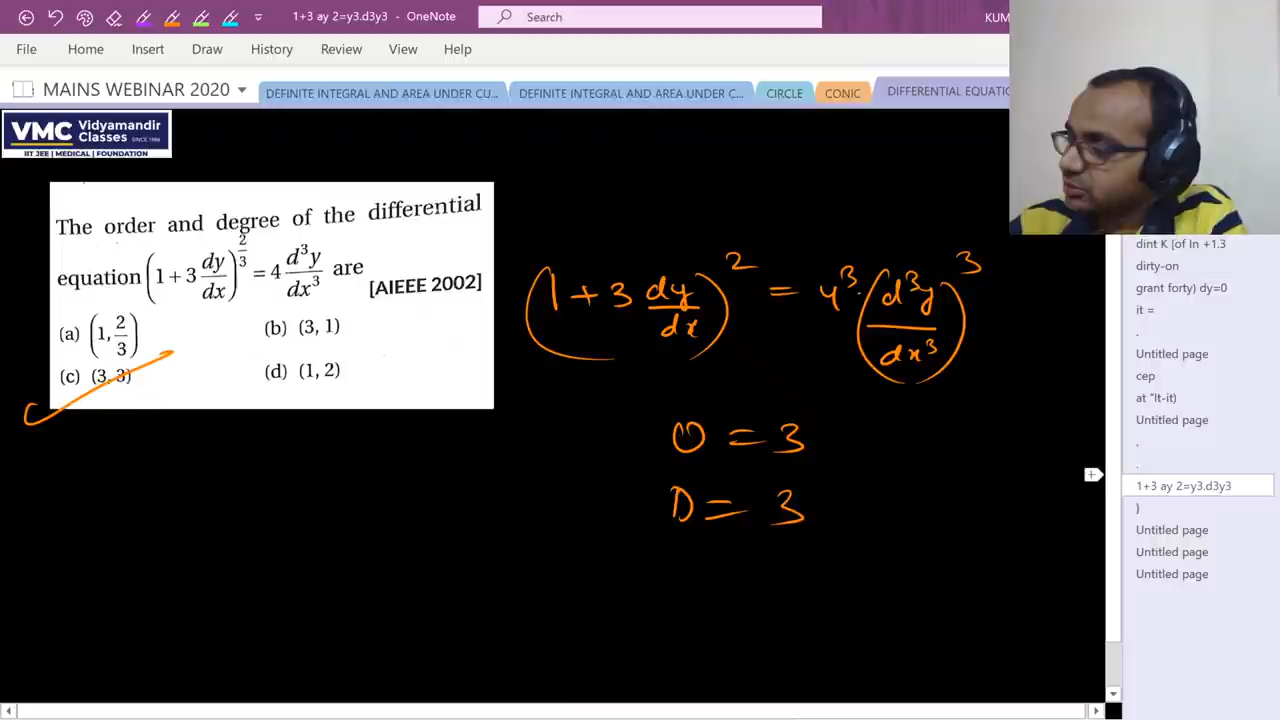 1+3 ay 2=y3.d3y3 - OneNote
Search
KUM
File Home Insert Draw History Review View Help
MAINS WEBINAR 2020
DEFINITE INTEGRAL AND AREA UNDER CU...
DEFINITE INTEGRAL AND AREA UNDER C...
CIRCLE
CONIC
DIFFERENTIAL EQUATIO
VMC Vidyamandir Classes SINCE 1986
IIT JEE | MEDICAL | FOUNDATION
The order and degree of the differential
equation (1 + 3 dy/dx)^(2/3) = 4 d³y/dx³ are
[AIEEE 2002]
(a) (1, 2/3) (b) (3, 1)
(c) (3, 3) (d) (1, 2)
(1 + 3 dy/dx)² = 4³ · (d³y/dx³)³
O = 3
D = 3
dint K [of In +1.3
dirty-on
grant forty) dy=0
it =
.
Untitled page
cep
at "It-it)
Untitled page
.
.
1+3 ay 2=y3.d3y3
)
Untitled page
Untitled page
Untitled page